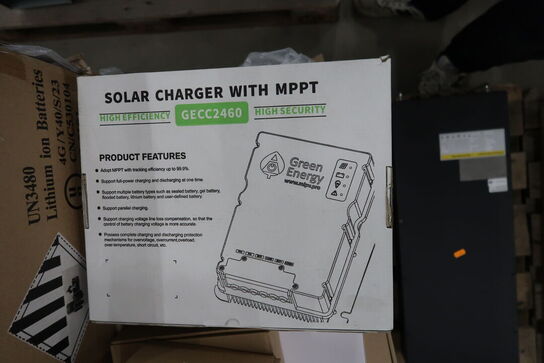 SOLAR CHARGER WITH MPPT
HIGH EFFICIENCY GECC2460 HIGH SECURITY
PRODUCT FEATURES
Adopt MPPT with tracking efficiency up to 99.9%.
Support full-power charging and discharging at one time.
Support multiple battery types such as sealed battery, gel battery,
flooded battery, lithium battery and user-defined battery.
Support parallel charging.
Support charging voltage line loss compensation, so that the
control of battery charging voltage is more accurate.
Possess complete charging and discharging protection
mechanisms for overvoltage, overcurrent, overload,
over-temperature, short circuit, etc.
Green
Energy
UN3480
Lithium ion Batteries
4G/Y40/S/23